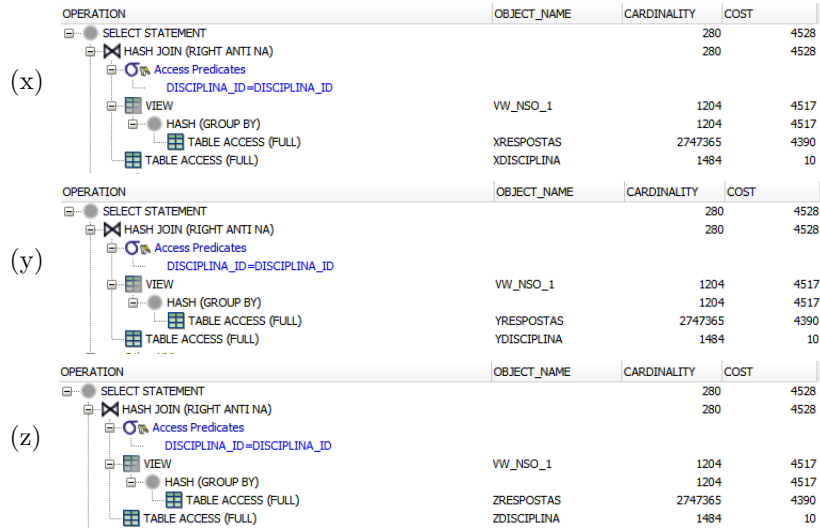 OPERATION OBJECT_NAME CARDINALITY COST
SELECT STATEMENT 280 4528
HASH JOIN (RIGHT ANTI NA) 280 4528
Access Predicates
(x)
DISCIPLINA_ID=DISCIPLINA_ID
VIEW VW_NSO_1 1204 4517
HASH (GROUP BY) 1204 4517
TABLE ACCESS (FULL) XRESPOSTAS 2747365 4390
TABLE ACCESS (FULL) XDISCIPLINA 1484 10
OPERATION OBJECT_NAME CARDINALITY COST
SELECT STATEMENT 280 4528
HASH JOIN (RIGHT ANTI NA) 280 4528
Access Predicates
(y)
DISCIPLINA_ID=DISCIPLINA_ID
VIEW VW_NSO_1 1204 4517
HASH (GROUP BY) 1204 4517
TABLE ACCESS (FULL) YRESPOSTAS 2747365 4390
TABLE ACCESS (FULL) YDISCIPLINA 1484 10
OPERATION OBJECT_NAME CARDINALITY COST
SELECT STATEMENT 280 4528
HASH JOIN (RIGHT ANTI NA) 280 4528
Access Predicates
(z)
DISCIPLINA_ID=DISCIPLINA_ID
VIEW VW_NSO_1 1204 4517
HASH (GROUP BY) 1204 4517
TABLE ACCESS (FULL) ZRESPOSTAS 2747365 4390
TABLE ACCESS (FULL) ZDISCIPLINA 1484 10